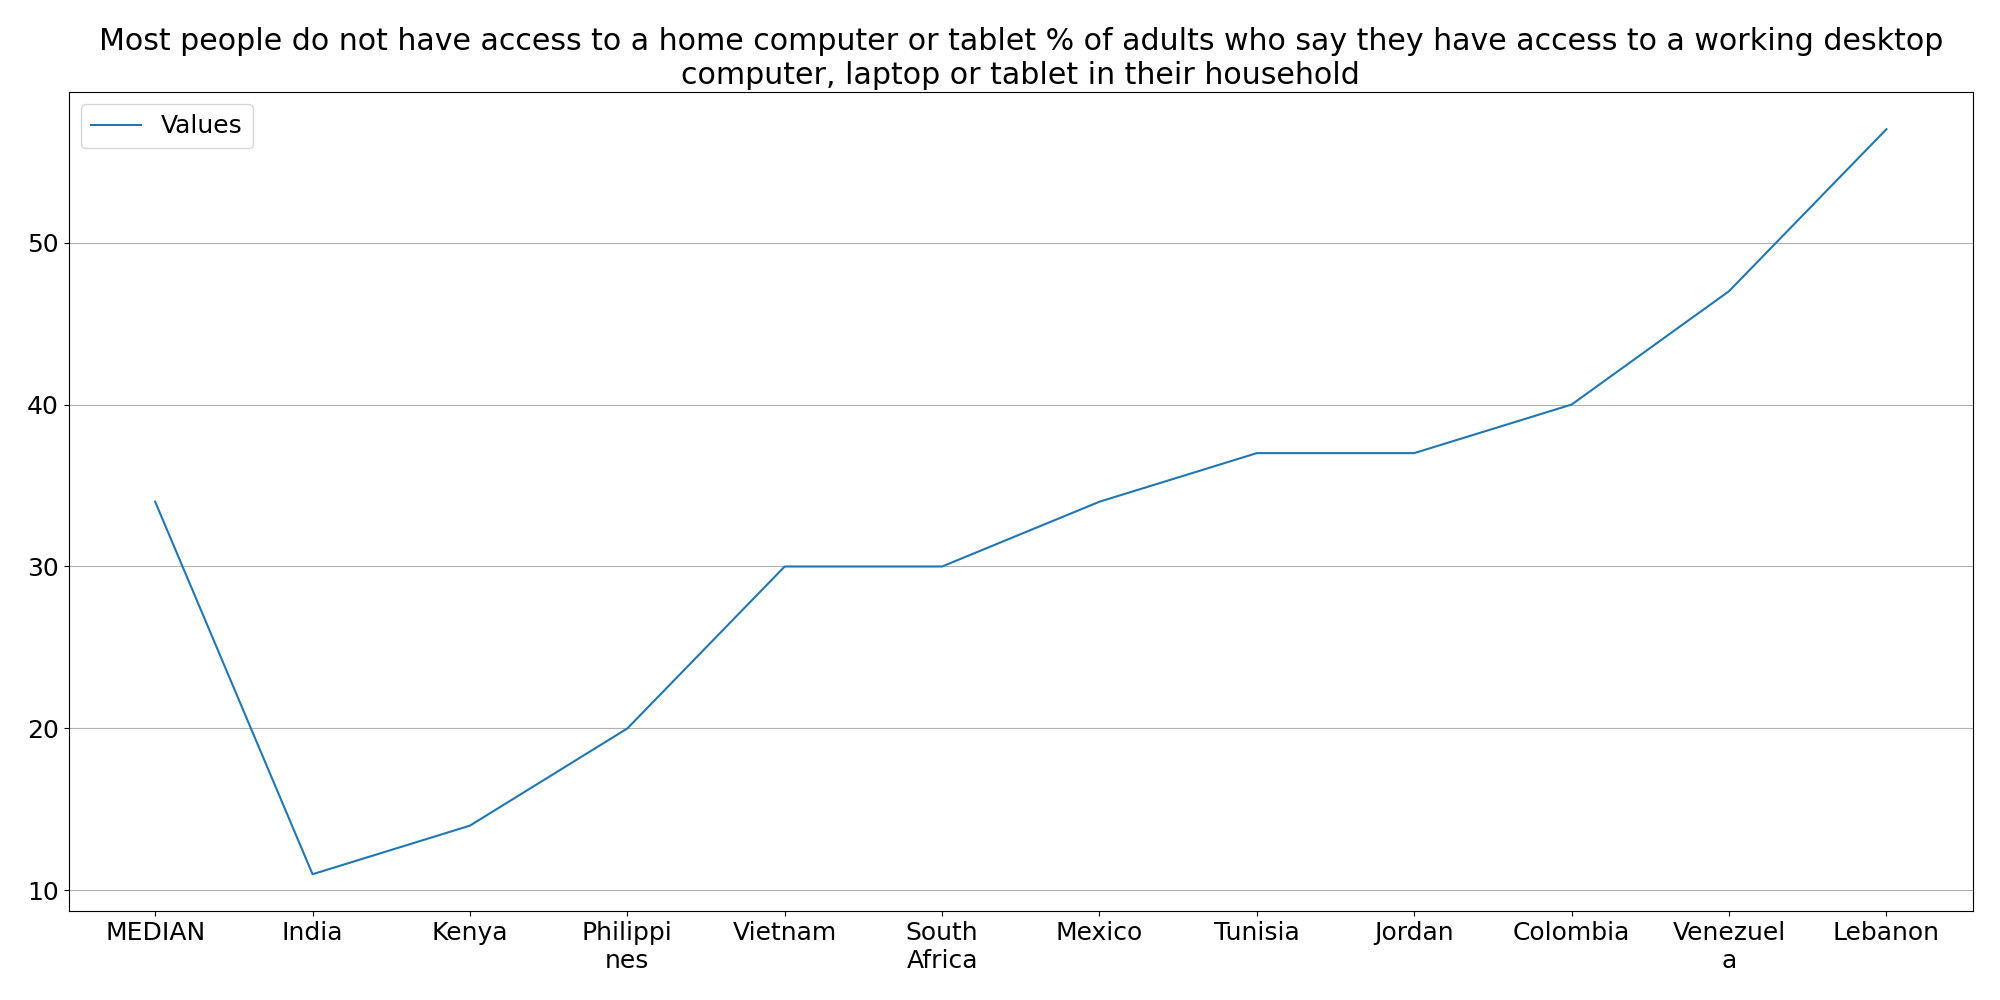 Most people do not have access to a home computer or tablet % of adults who say they have access to a working desktop
computer, laptop or tablet in their household
Values
50
40
30
20
10
MEDIAN India Kenya Philippi Vietnam South Mexico Tunisia Jordan Colombia Venezuel Lebanon
nes Africa a